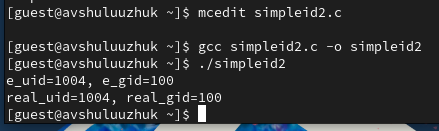 [guest@avshuluuzhuk ~]$ mcedit simpleid2.c
[guest@avshuluuzhuk ~]$ gcc simpleid2.c -o simpleid2
[guest@avshuluuzhuk ~]$ ./simpleid2
e_uid=1004, e_gid=100
real_uid=1004, real_gid=100
[guest@avshuluuzhuk ~]$